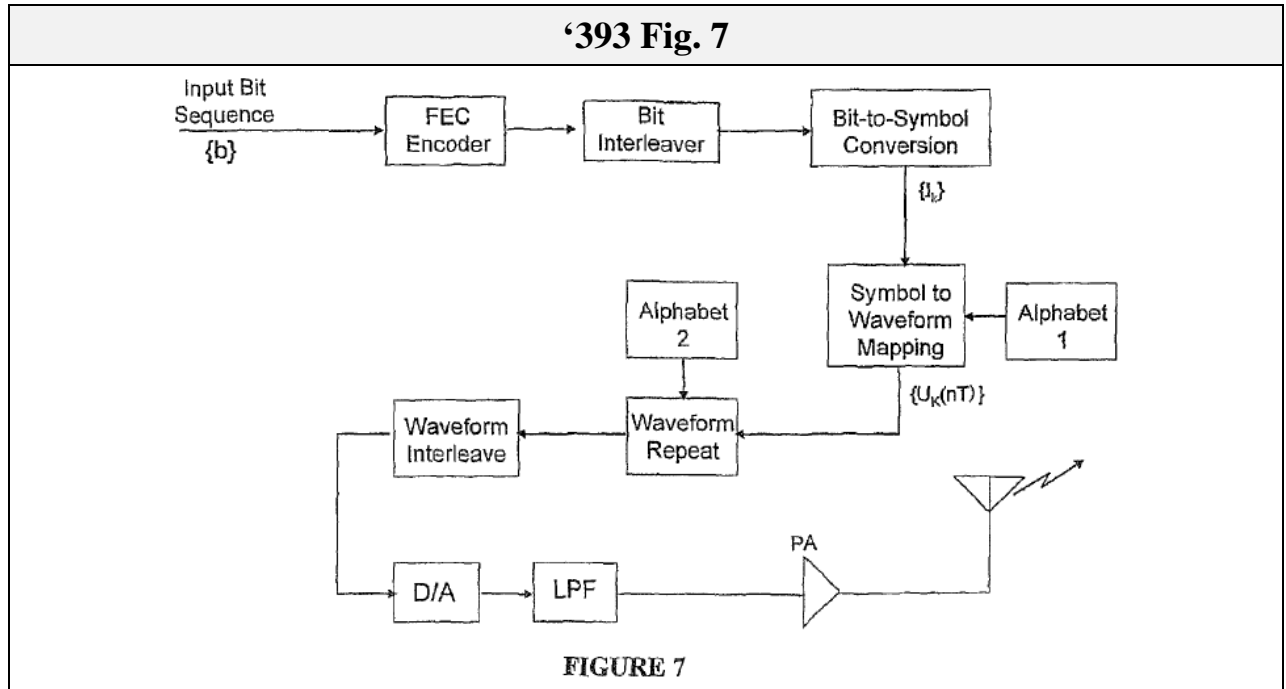 ‘393 Fig. 7
Input Bit
Sequence
{b}
FEC
Encoder
Bit
Interleaver
Bit-to-Symbol
Conversion
{Iₖ}
Symbol to
Waveform
Mapping
Alphabet
1
{U_K(nT)}
Alphabet
2
Waveform
Repeat
Waveform
Interleave
D/A
LPF
PA
FIGURE 7